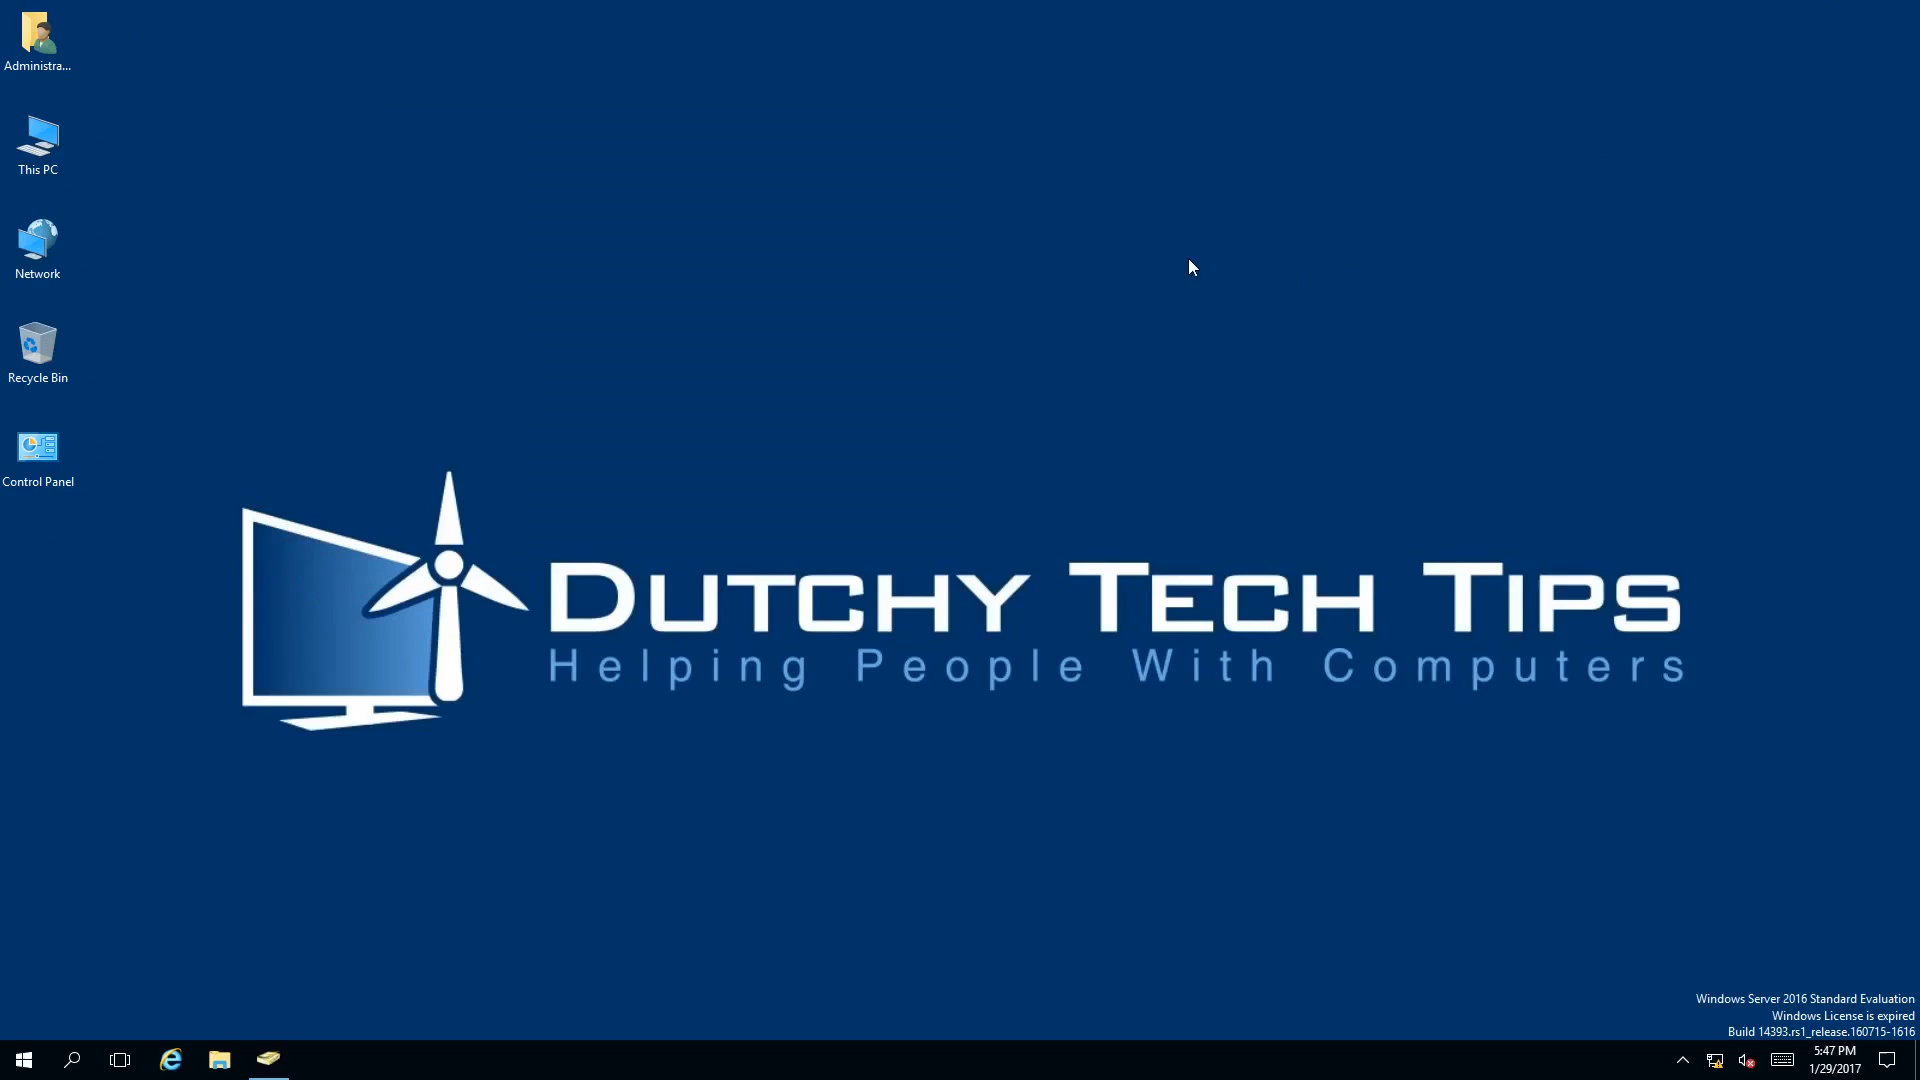 Administra...
This PC
Network
Recycle Bin
Control Panel
Dutchy Tech Tips
Helping People With Computers
Windows Server 2016 Standard Evaluation
Windows License is expired
Build 14393.rs1_release.160715-1616
5:47 PM
1/29/2017